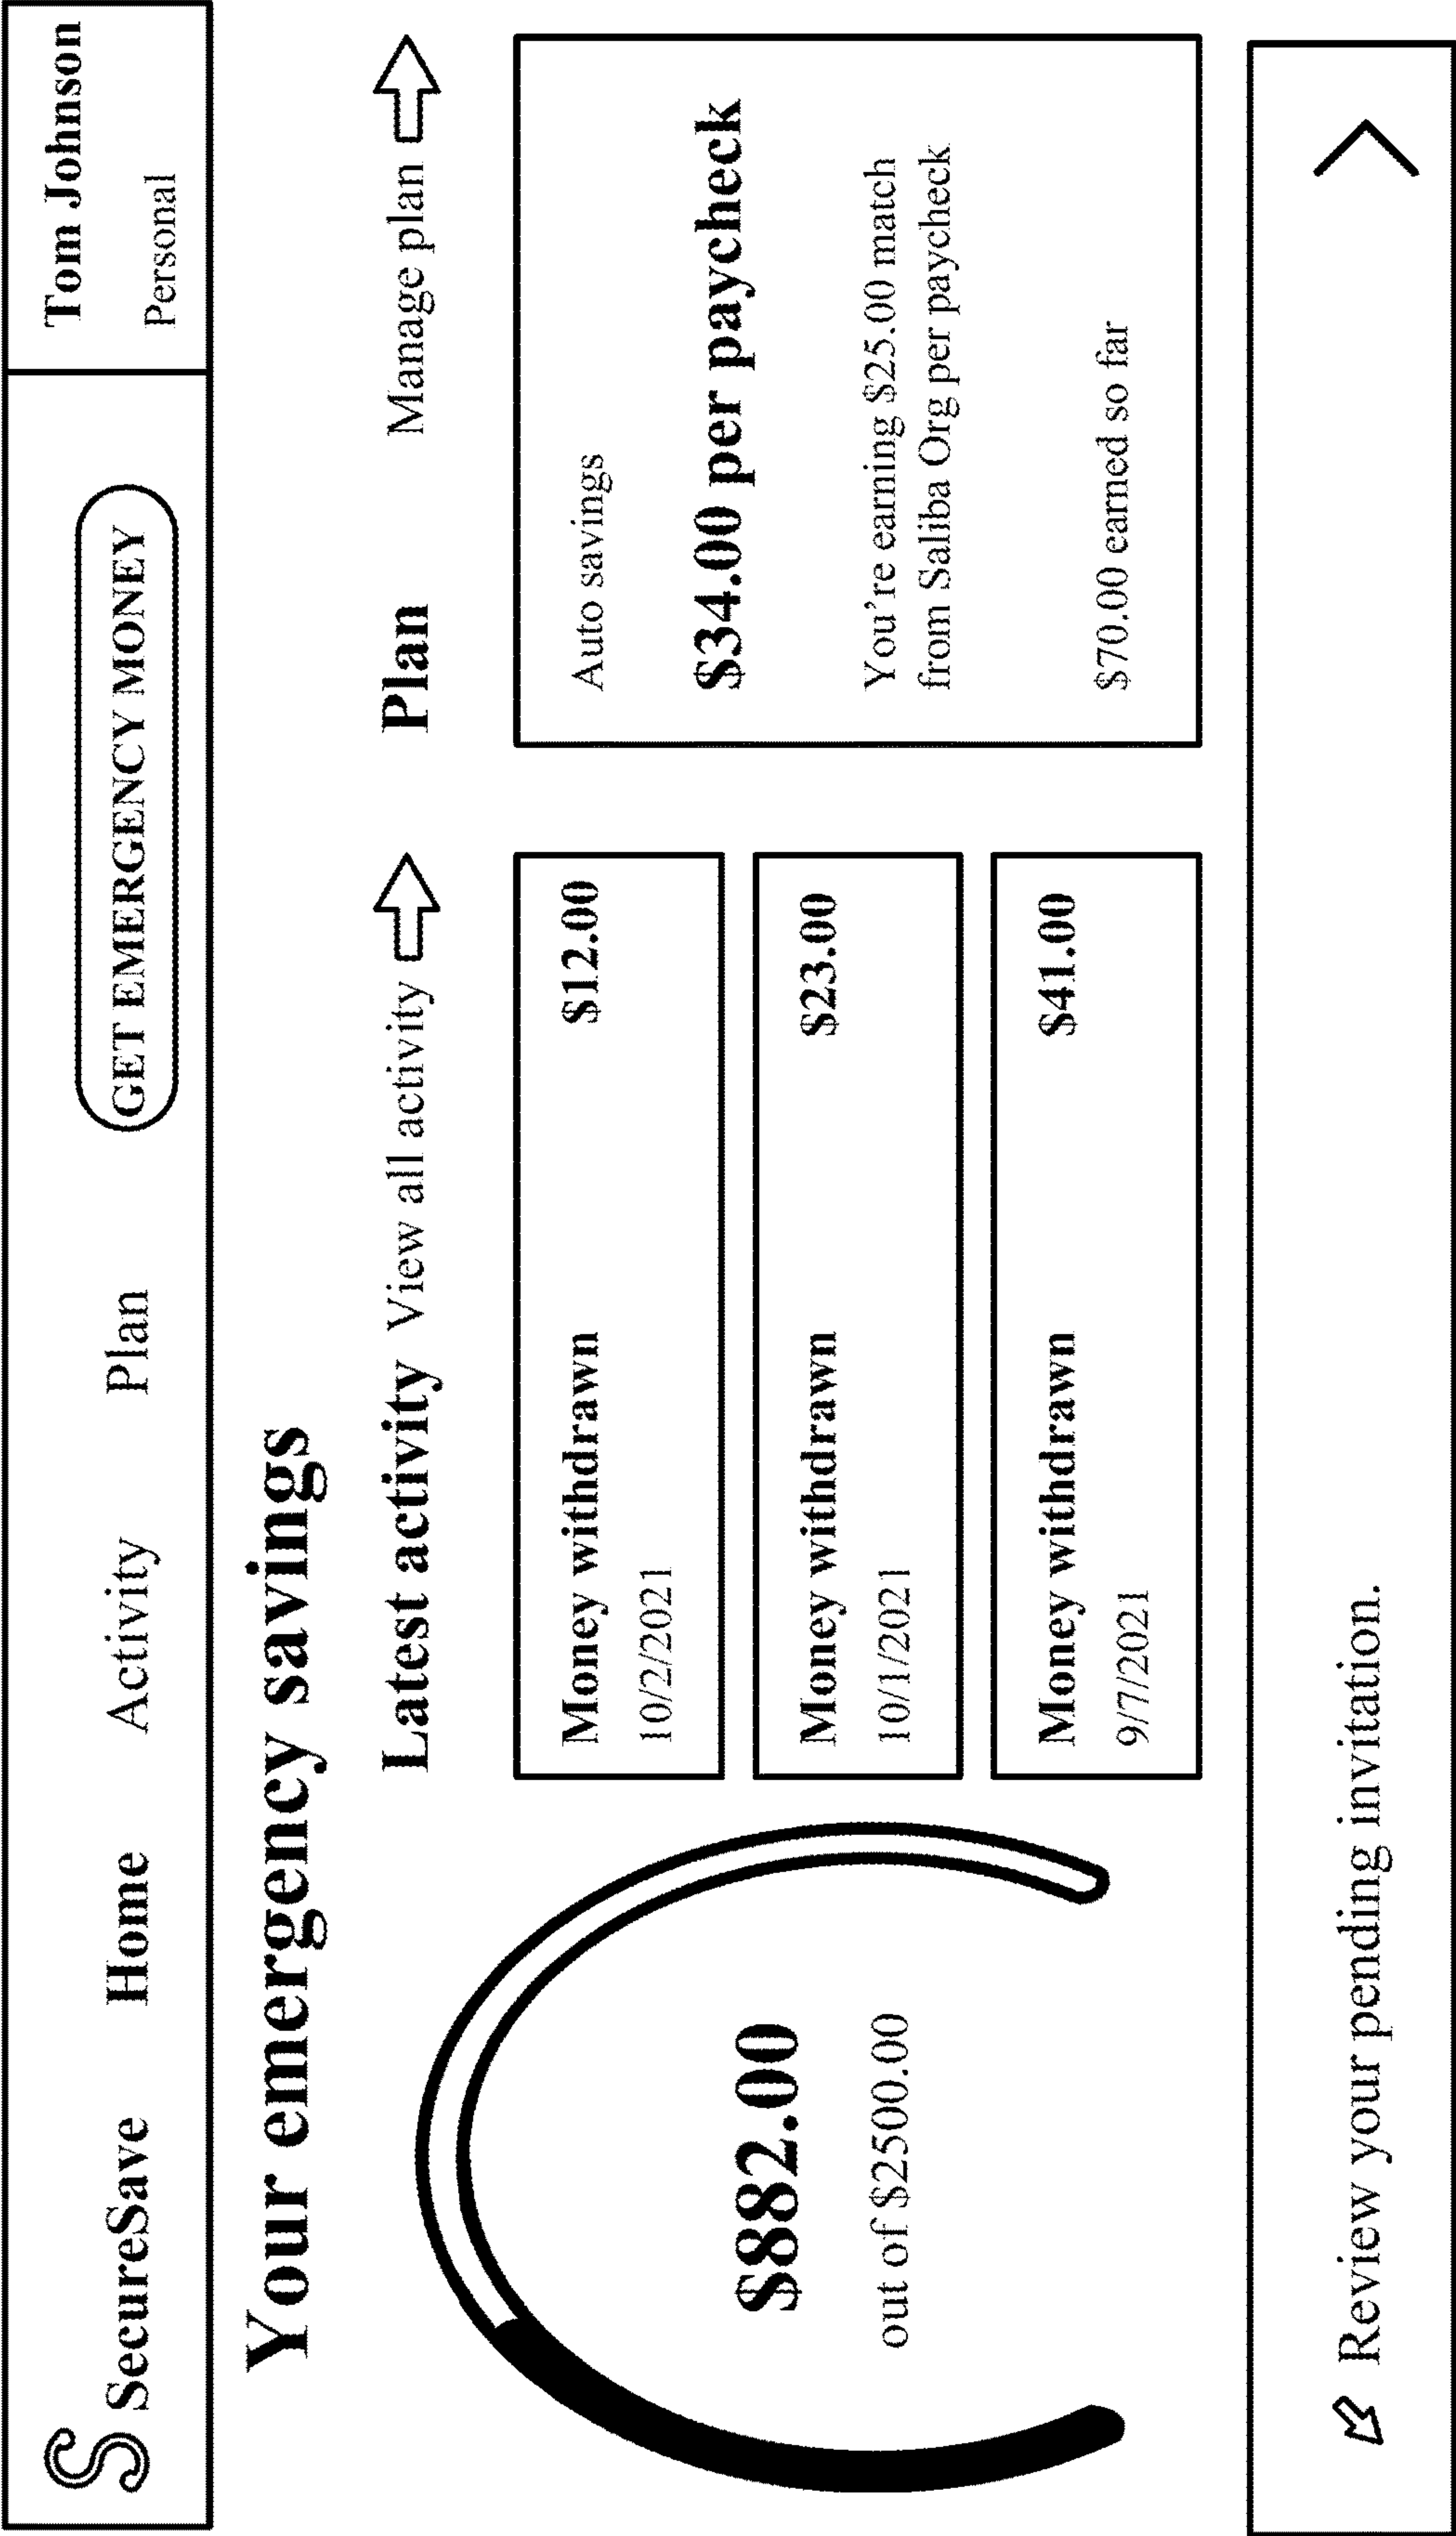 SecureSave Home Activity Plan GET EMERGENCY MONEY Tom Johnson
Personal
Your emergency savings
$882.00
out of $2500.00
Latest activity View all activity
Money withdrawn $12.00
10/2/2021
Money withdrawn $23.00
10/1/2021
Money withdrawn $41.00
9/7/2021
Plan Manage plan
Auto savings
$34.00 per paycheck
You're earning $25.00 match
from Saliba Org per paycheck
$70.00 earned so far
Review your pending invitation.